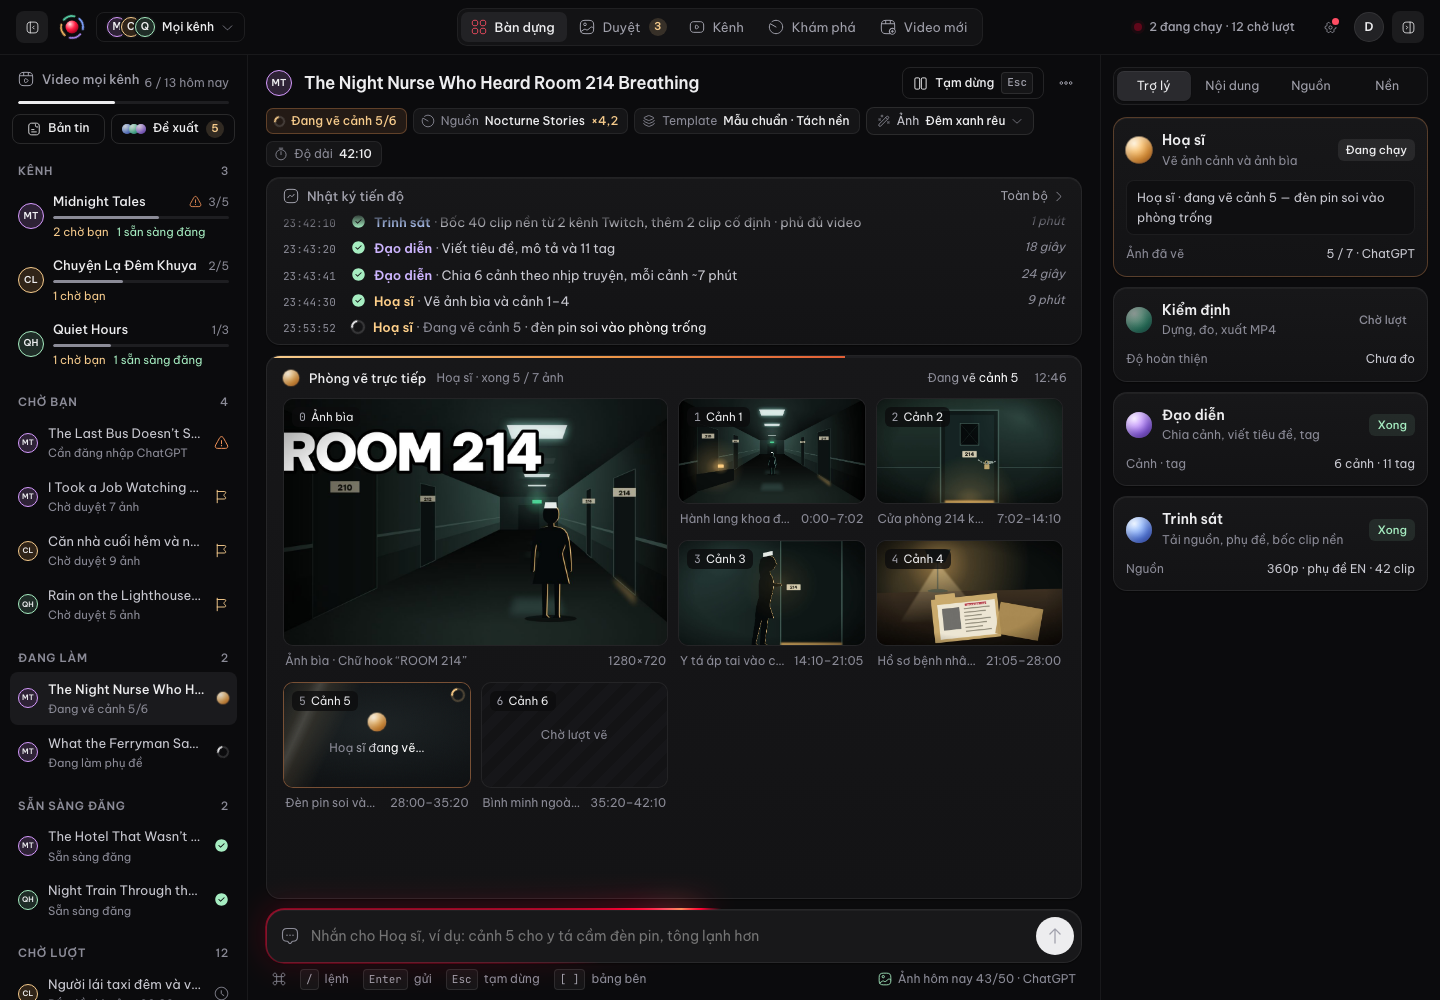 M C Q Mọi kênh
Bàn dựng
Duyệt 3
Kênh
Khám phá
Video mới
2 đang chạy · 12 chờ lượt
D
Video mọi kênh 6 / 13 hôm nay
Bản tin
Đề xuất 5
KÊNH 3
MT Midnight Tales 3/5
2 chờ bạn 1 sẵn sàng đăng
CL Chuyện Lạ Đêm Khuya 2/5
1 chờ bạn
QH Quiet Hours 1/3
1 chờ bạn 1 sẵn sàng đăng
CHỜ BẠN 4
MT The Last Bus Doesn't S...
Cần đăng nhập ChatGPT
MT I Took a Job Watching ...
Chờ duyệt 7 ảnh
CL Căn nhà cuối hẻm và n...
Chờ duyệt 9 ảnh
QH Rain on the Lighthouse...
Chờ duyệt 5 ảnh
ĐANG LÀM 2
MT The Night Nurse Who H...
Đang vẽ cảnh 5/6
MT What the Ferryman Sa...
Đang làm phụ đề
SẴN SÀNG ĐĂNG 2
MT The Hotel That Wasn't ...
Sẵn sàng đăng
QH Night Train Through th...
Sẵn sàng đăng
CHỜ LƯỢT 12
CL Người lái taxi đêm và v...
MT The Night Nurse Who Heard Room 214 Breathing
Tạm dừng Esc
Đang vẽ cảnh 5/6
Nguồn Nocturne Stories ×4,2
Template Mẫu chuẩn · Tách nền
Ảnh Đêm xanh rêu
Độ dài 42:10
Nhật ký tiến độ Toàn bộ
23:42:10 Trinh sát · Bốc 40 clip nền từ 2 kênh Twitch, thêm 2 clip cố định · phủ đủ video 1 phút
23:43:20 Đạo diễn · Viết tiêu đề, mô tả và 11 tag 18 giây
23:43:41 Đạo diễn · Chia 6 cảnh theo nhịp truyện, mỗi cảnh ~7 phút 24 giây
23:44:30 Hoạ sĩ · Vẽ ảnh bìa và cảnh 1–4 9 phút
23:53:52 Hoạ sĩ · Đang vẽ cảnh 5 · đèn pin soi vào phòng trống
Phòng vẽ trực tiếp Hoạ sĩ · xong 5 / 7 ảnh Đang vẽ cảnh 5 12:46
0 Ảnh bìa
ROOM 214
210
212
214
Ảnh bìa · Chữ hook “ROOM 214” 1280×720
1 Cảnh 1
Hành lang khoa đ... 0:00–7:02
2 Cảnh 2
214
Cửa phòng 214 k... 7:02–14:10
3 Cảnh 3
214
Y tá áp tai vào c... 14:10–21:05
4 Cảnh 4
Hồ sơ bệnh nhâ... 21:05–28:00
5 Cảnh 5
Hoạ sĩ đang vẽ...
Đèn pin soi và... 28:00–35:20
6 Cảnh 6
Chờ lượt vẽ
Bình minh ngoà... 35:20–42:10
Nhắn cho Hoạ sĩ, ví dụ: cảnh 5 cho y tá cầm đèn pin, tông lạnh hơn
/ lệnh Enter gửi Esc tạm dừng [ ] bảng bên
Ảnh hôm nay 43/50 · ChatGPT
Trợ lý
Nội dung
Nguồn
Nền
Hoạ sĩ
Vẽ ảnh cảnh và ảnh bìa
Đang chạy
Hoạ sĩ · đang vẽ cảnh 5 — đèn pin soi vào
phòng trống
Ảnh đã vẽ 5 / 7 · ChatGPT
Kiểm định
Dựng, đo, xuất MP4
Chờ lượt
Độ hoàn thiện Chưa đo
Đạo diễn
Chia cảnh, viết tiêu đề, tag
Xong
Cảnh · tag 6 cảnh · 11 tag
Trinh sát
Tải nguồn, phụ đề, bốc clip nền
Xong
Nguồn 360p · phụ đề EN · 42 clip